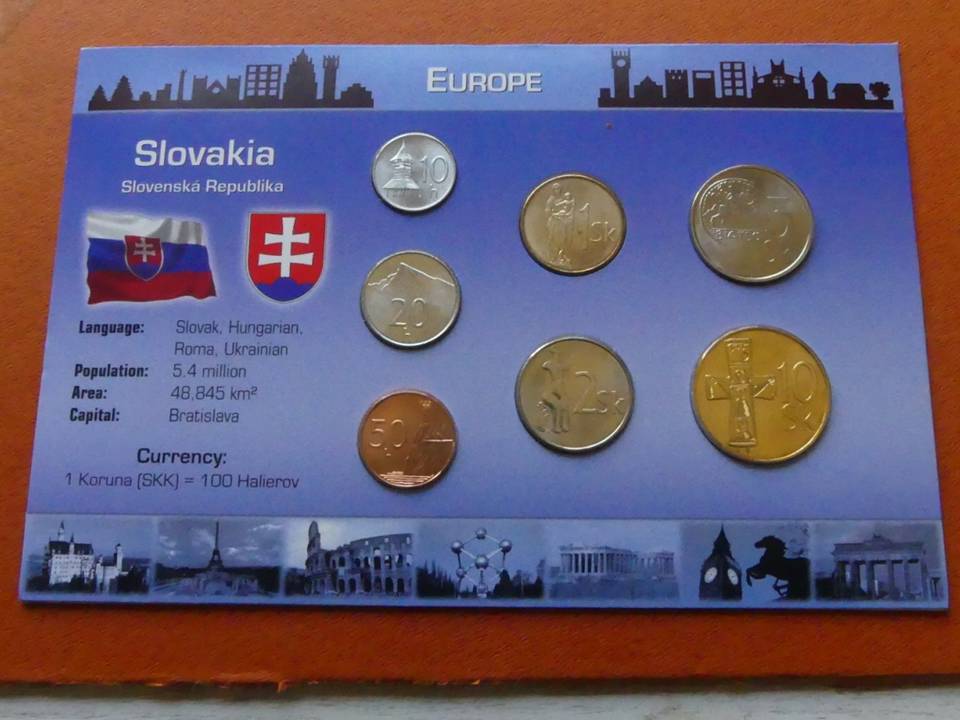 EUROPE
Slovakia
Slovenská Republika
Language: Slovak, Hungarian,
Roma, Ukrainian
Population: 5.4 million
Area: 48,845 km²
Capital: Bratislava
Currency:
1 Koruna (SKK) = 100 Halierov
10
1 Sk
5
20
2 Sk
10
Sk
50